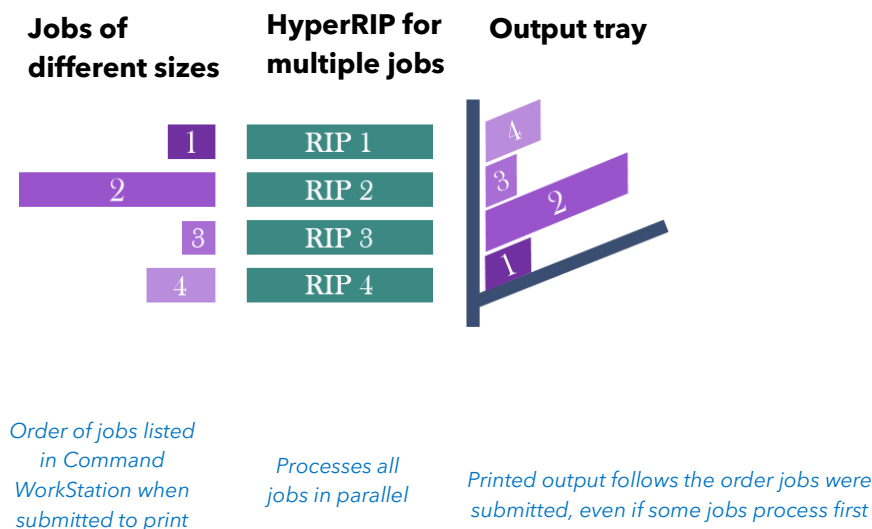 Jobs of
different sizes
HyperRIP for
multiple jobs
Output tray
1
2
3
4
RIP 1
RIP 2
RIP 3
RIP 4
4
3
2
1
Order of jobs listed
in Command
WorkStation when
submitted to print
Processes all
jobs in parallel
Printed output follows the order jobs were
submitted, even if some jobs process first